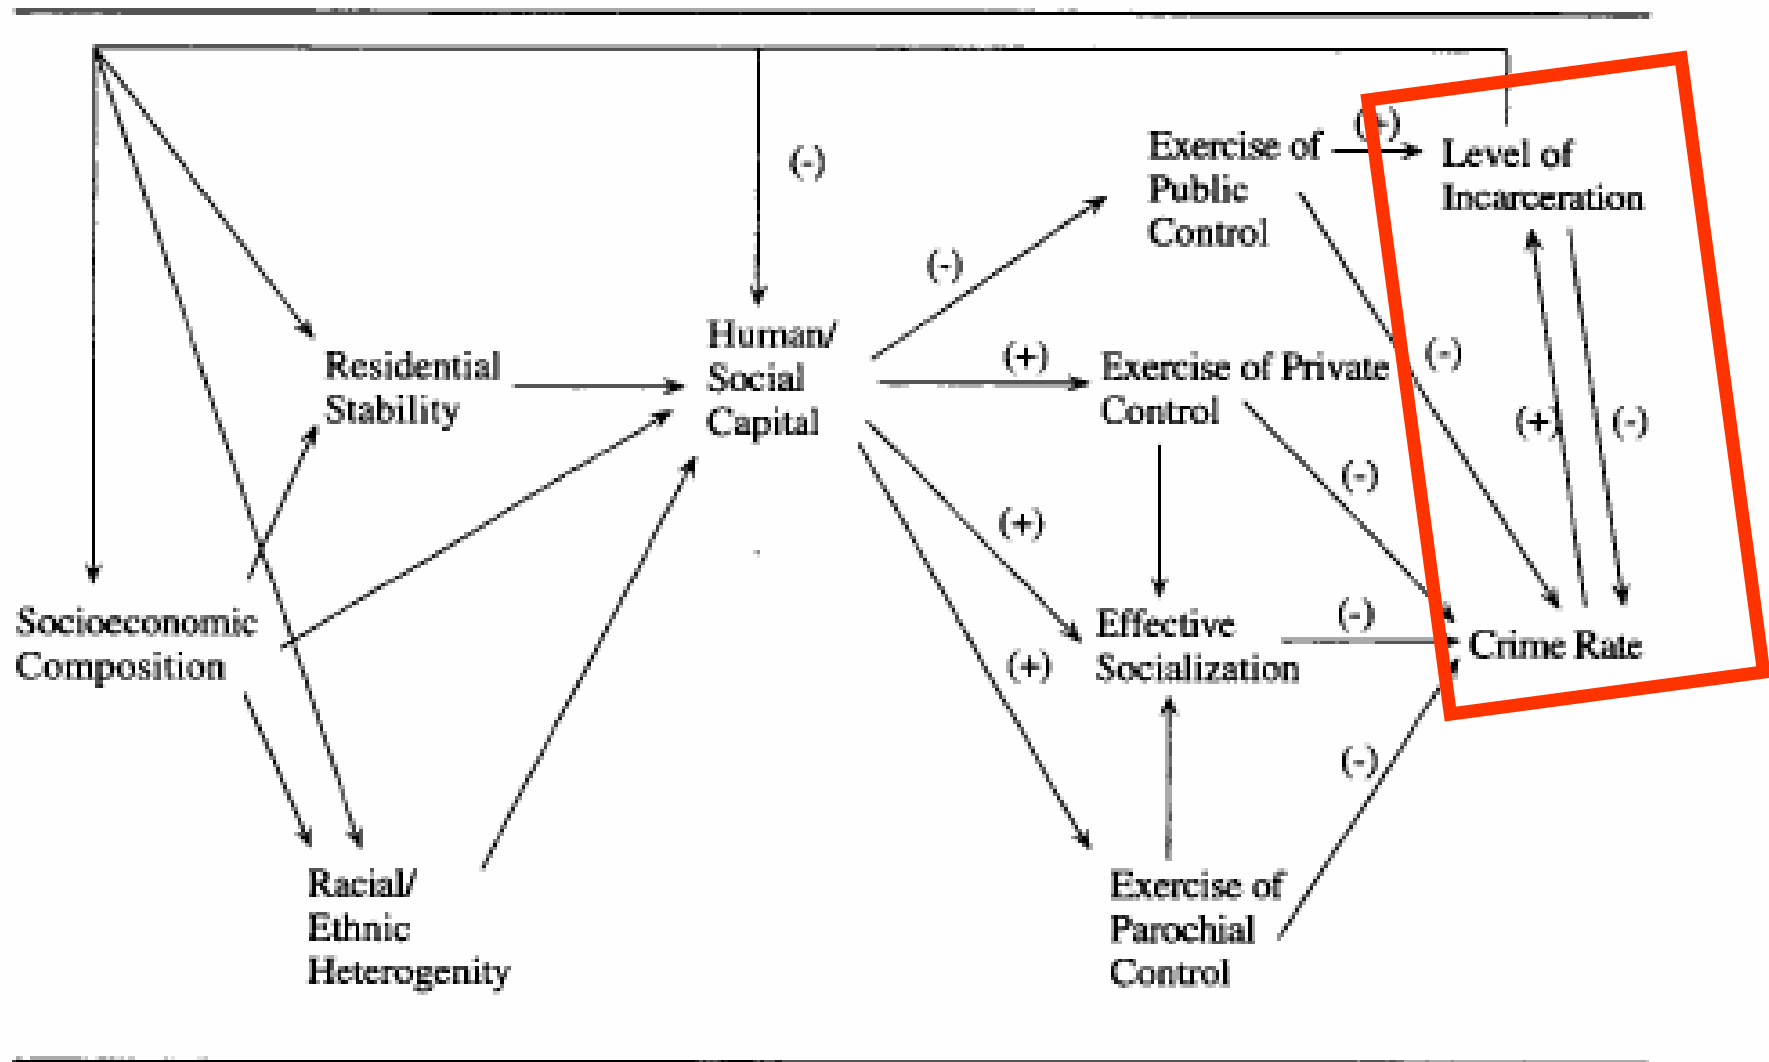 (+)
Exercise of
Public
Control
Level of
Incarceration
(-)
(-)
Human/
Social
Capital
Residential
Stability
(+)
Exercise of Private
Control
(-)
(+)
(-)
(-)
(+)
Socioeconomic
Composition
Effective
Socialization
(-)
Crime Rate
(+)
(-)
Racial/
Ethnic
Heterogenity
Exercise of
Parochial
Control